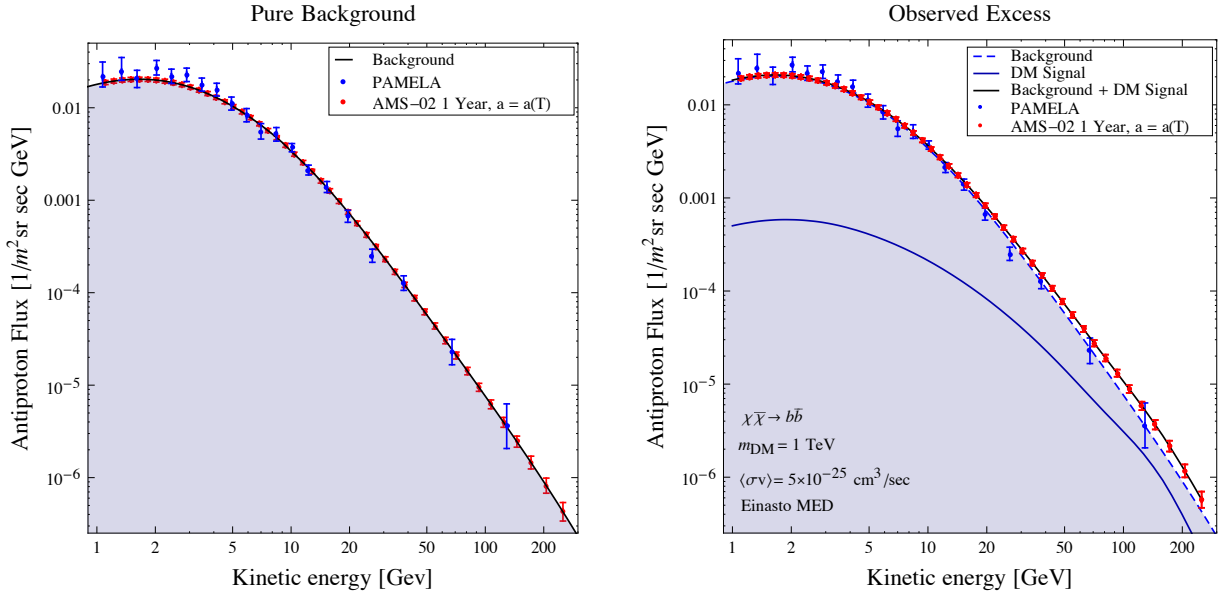 Pure Background
Background
PAMELA
AMS-02 1 Year, a = a(T)
0.01
0.001
10⁻⁴
10⁻⁵
10⁻⁶
Antiproton Flux [1/m² sr sec GeV]
1 2 5 10 20 50 100 200
Kinetic energy [Gev]
Observed Excess
Background
DM Signal
Background + DM Signal
PAMELA
AMS-02 1 Year, a = a(T)
0.01
0.001
10⁻⁴
10⁻⁵
10⁻⁶
Antiproton Flux [1/m² sr sec GeV]
χχ̅ → bb̅
m_DM = 1 TeV
⟨σv⟩= 5×10⁻²⁵ cm³/sec
Einasto MED
1 2 5 10 20 50 100 200
Kinetic energy [GeV]